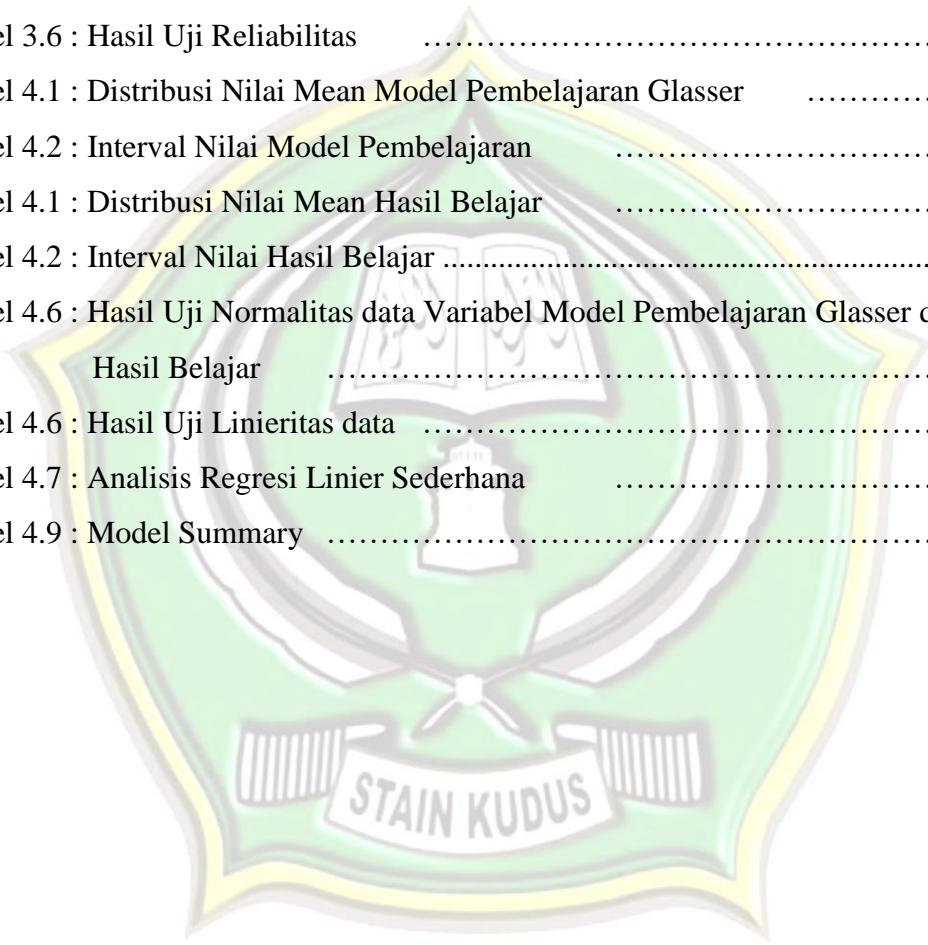 el 3.6 : Hasil Uji Reliabilitas ……………………………………
el 4.1 : Distribusi Nilai Mean Model Pembelajaran Glasser …………
el 4.2 : Interval Nilai Model Pembelajaran ……………………………
el 4.1 : Distribusi Nilai Mean Hasil Belajar ……………………………
el 4.2 : Interval Nilai Hasil Belajar ..........................................................
el 4.6 : Hasil Uji Normalitas data Variabel Model Pembelajaran Glasser d
Hasil Belajar ……………………………………………………
el 4.6 : Hasil Uji Linieritas data ……………………………………
el 4.7 : Analisis Regresi Linier Sederhana ……………………………
el 4.9 : Model Summary ………………………………………………
STAIN KUDUS